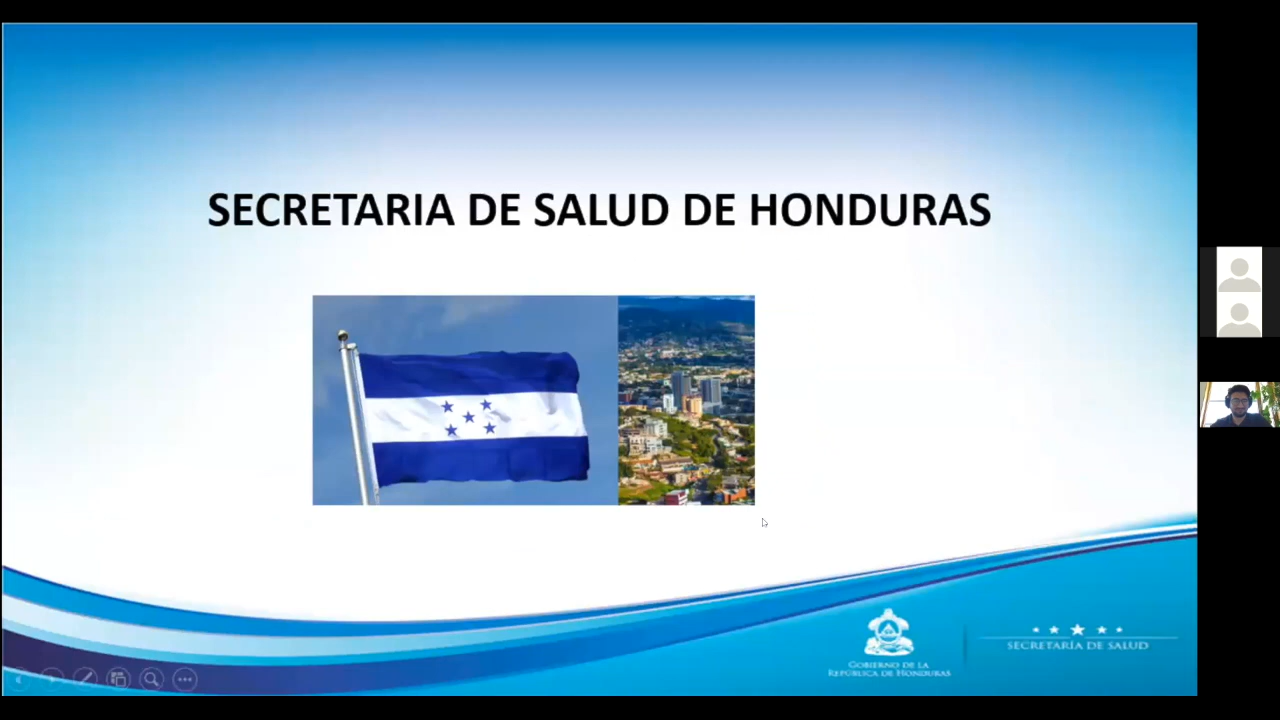 SECRETARIA DE SALUD DE HONDURAS
GOBIERNO DE LA
REPÚBLICA DE HONDURAS
SECRETARÍA DE SALUD